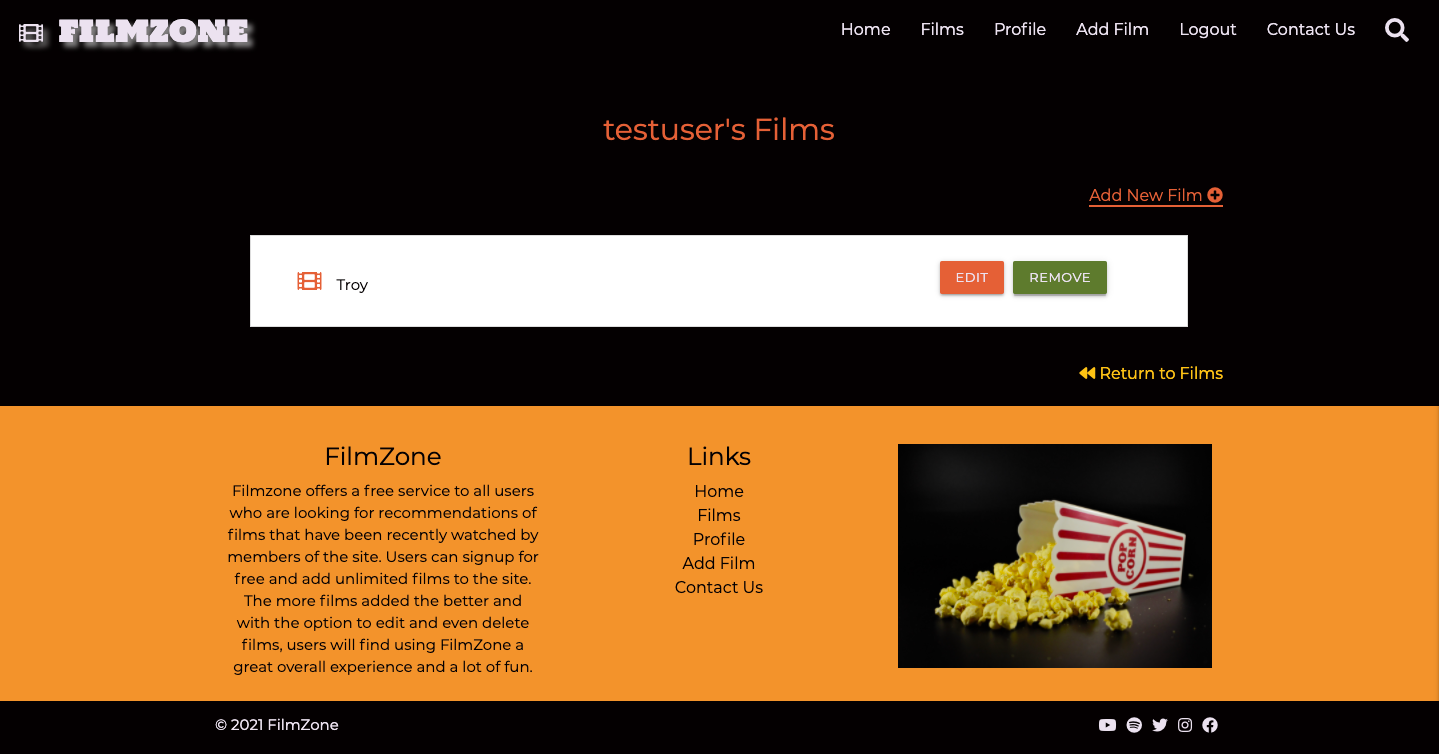 FILMZONE
Home Films Profile Add Film Logout Contact Us
testuser's Films
Add New Film
Troy
EDIT REMOVE
Return to Films
FilmZone
Filmzone offers a free service to all users
who are looking for recommendations of
films that have been recently watched by
members of the site. Users can signup for
free and add unlimited films to the site.
The more films added the better and
with the option to edit and even delete
films, users will find using FilmZone a
great overall experience and a lot of fun.
Links
Home
Films
Profile
Add Film
Contact Us
POP
CORN
© 2021 FilmZone